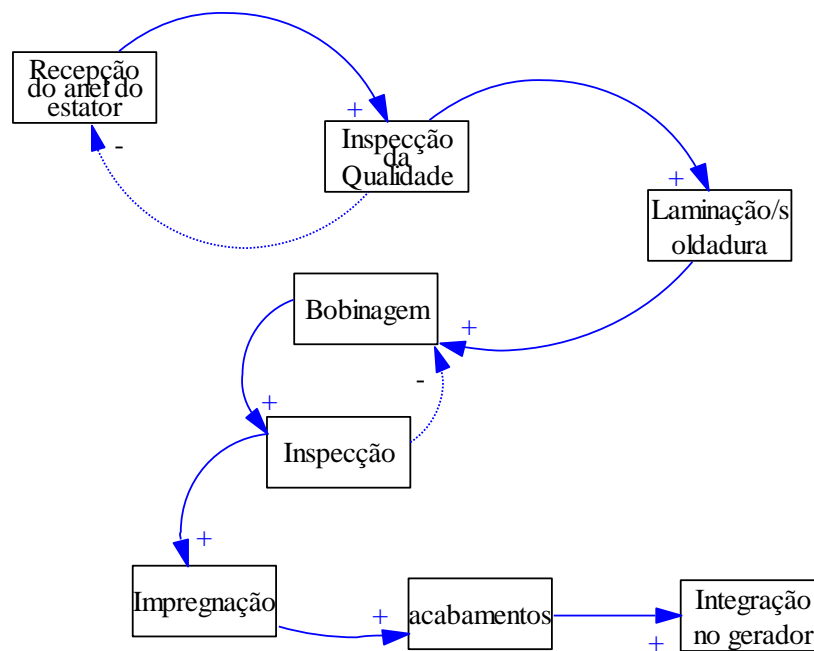 Recepção
do anel do
estator
+
Inspecção
da
Qualidade
-
+
Laminação/s
oldadura
Bobinagem
+
-
+
Inspecção
+
Impregnação
+
acabamentos
+
Integração
no gerador